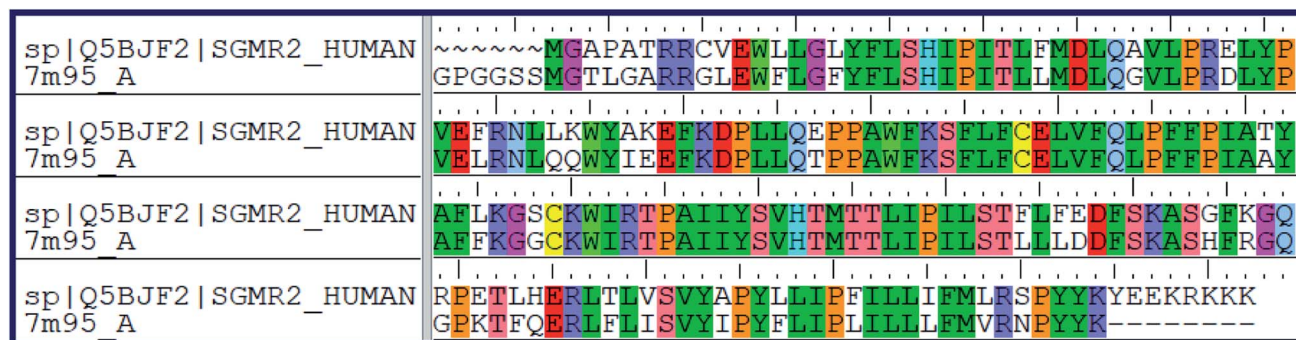 sp|Q5BJF2|SGMR2_HUMAN ~~~~~~MGAPATRRCVEWLLGLYFLSHIPITLFMDLQAVLPRELYP
7m95_A GPGGSSMGTLGARRGLEWFLGFYFLSHIPITLLMDLQGVLPRDLYP
sp|Q5BJF2|SGMR2_HUMAN VEFRNLLKWYAKEFKDPLLQEPPAWFKSFLFCELVFQLPFFPIATY
7m95_A VELRNLQQWYIEEFKDPLLQTPPAWFKSFLFCELVFQLPFFPIAAY
sp|Q5BJF2|SGMR2_HUMAN AFLKGSCKWIRTPAIIYSVHTMTTLIPILSTFLFEDFSKASGFKGQ
7m95_A AFFKGGCKWIRTPAIIYSVHTMTTLIPILSTLLLDDFSKASHFRGQ
sp|Q5BJF2|SGMR2_HUMAN RPETLHERLTLVSVYAPYLLIPFILLIFMLRSPYYKYEEKRKKK
7m95_A GPKTFQERLFLISVYIPYFLIPLILLLFMVRNPYYK--------